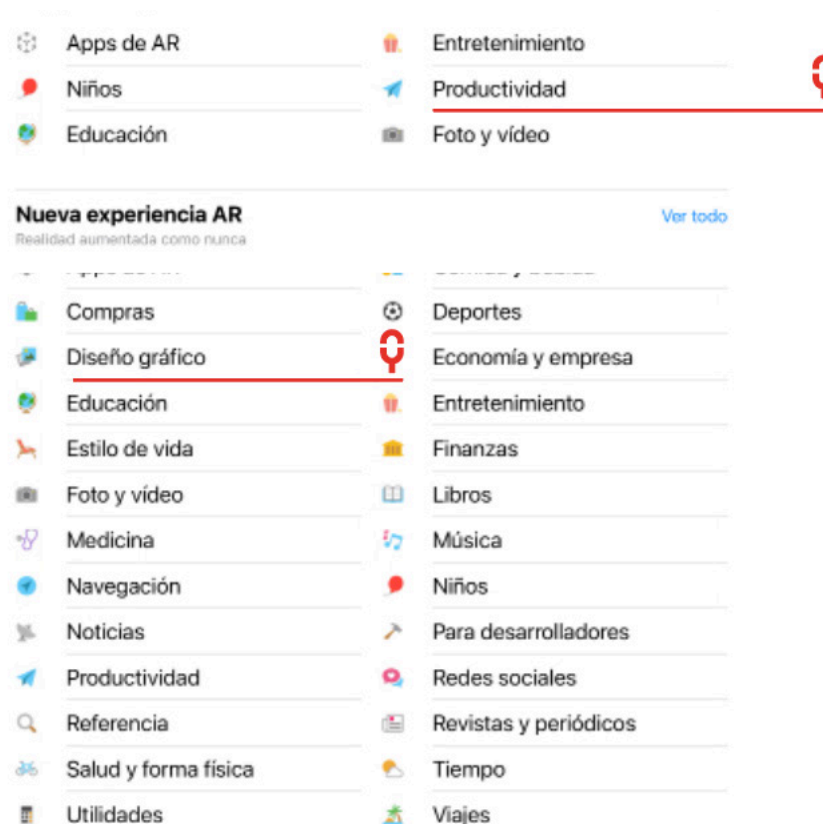 Apps de AR
Entretenimiento
Niños
Productividad
Educación
Foto y vídeo
Nueva experiencia AR
Ver todo
Realidad aumentada como nunca
Compras
Deportes
Diseño gráfico
Economía y empresa
Educación
Entretenimiento
Estilo de vida
Finanzas
Foto y vídeo
Libros
Medicina
Música
Navegación
Niños
Noticias
Para desarrolladores
Productividad
Redes sociales
Referencia
Revistas y periódicos
Salud y forma física
Tiempo
Utilidades
Viajes